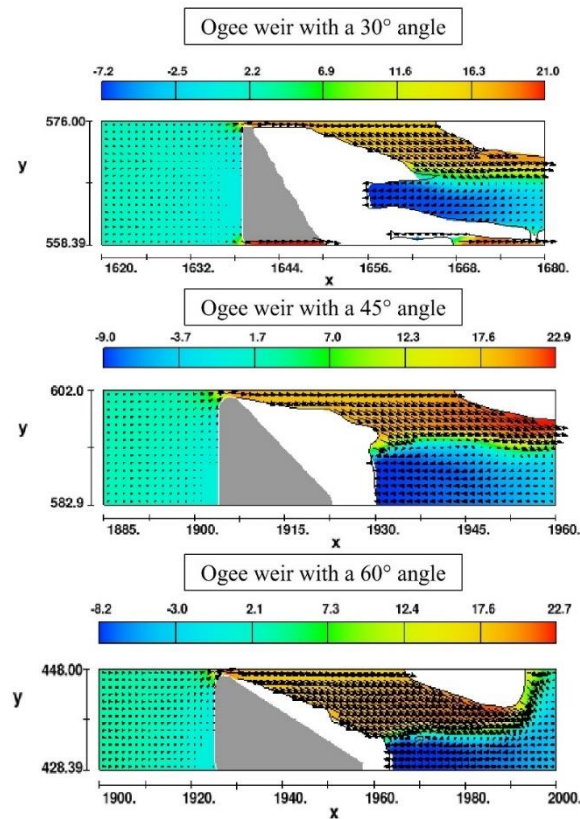 Ogee weir with a 30° angle
-7.2 -2.5 2.2 6.9 11.6 16.3 21.0
576.00
y
558.39
1620. 1632. 1644. 1656. 1668. 1680.
x
Ogee weir with a 45° angle
-9.0 -3.7 1.7 7.0 12.3 17.6 22.9
602.0
y
582.9
1885. 1900. 1915. 1930. 1945. 1960.
x
Ogee weir with a 60° angle
-8.2 -3.0 2.1 7.3 12.4 17.6 22.7
448.00
y
428.39
1900. 1920. 1940. 1960. 1980. 2000.
x